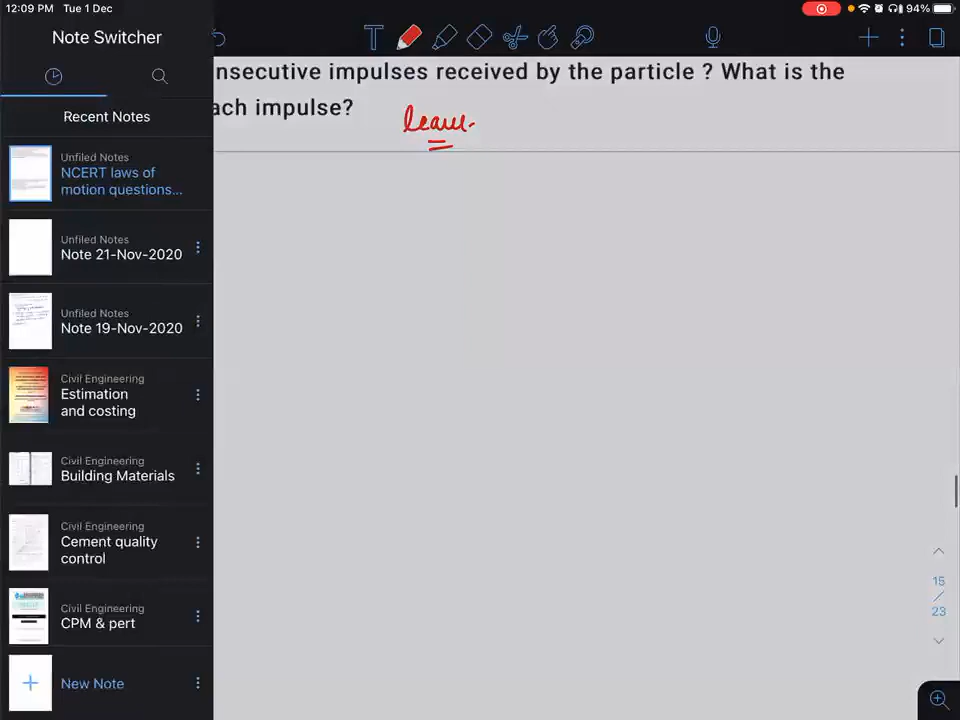 12:09 PM Tue 1 Dec
94%
Note Switcher
T
nsecutive impulses received by the particle ? What is the
ach impulse?
Recent Notes
Unfiled Notes
NCERT laws of
motion questions...
Unfiled Notes
Note 21-Nov-2020
Unfiled Notes
Note 19-Nov-2020
Civil Engineering
Estimation
and costing
Civil Engineering
Building Materials
Civil Engineering
Cement quality
control
Civil Engineering
CPM & pert
New Note
15
/
23